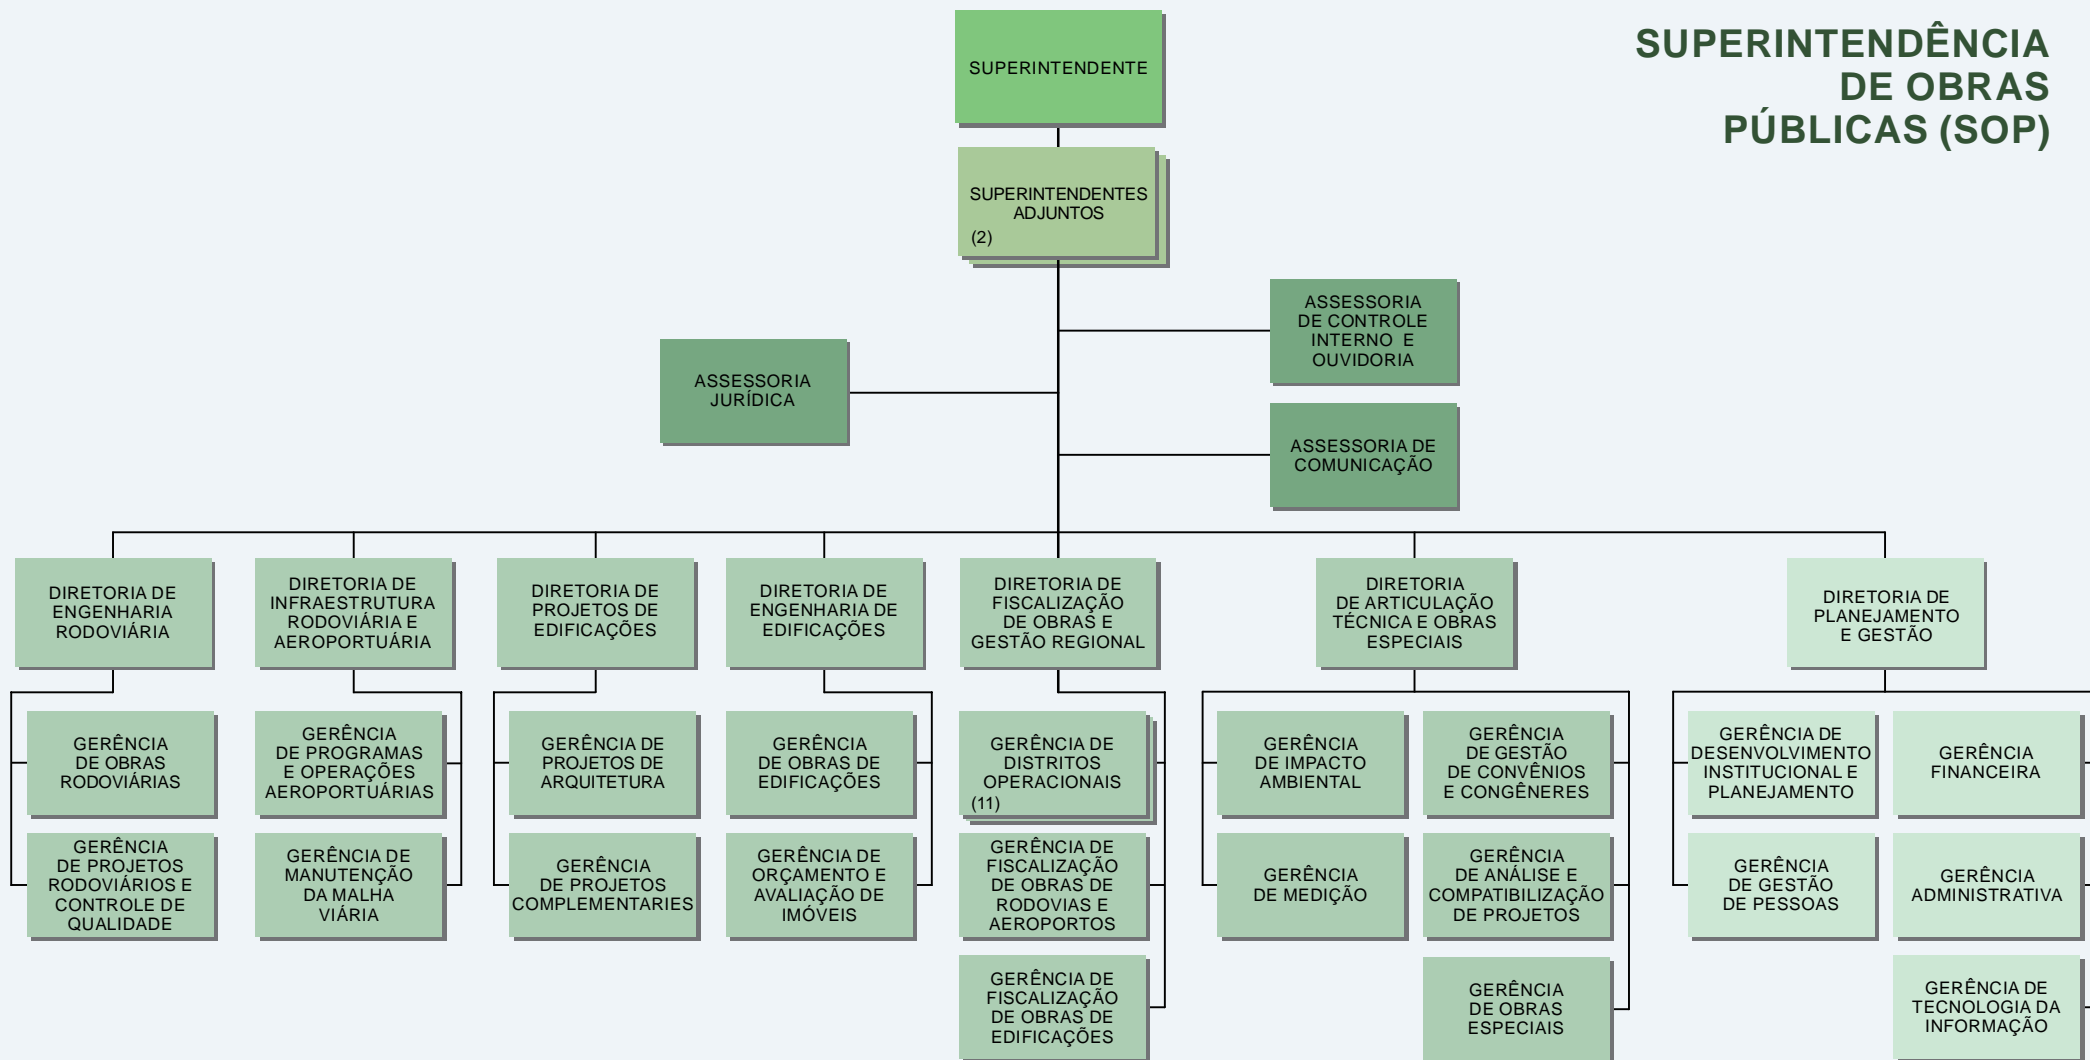 SUPERINTENDÊNCIA
DE OBRAS
PÚBLICAS (SOP)
SUPERINTENDENTE
SUPERINTENDENTES
ADJUNTOS
(2)
ASSESSORIA
DE CONTROLE
INTERNO E
OUVIDORIA
ASSESSORIA
JURÍDICA
ASSESSORIA DE
COMUNICAÇÃO
DIRETORIA DE
ENGENHARIA
RODOVIÁRIA
DIRETORIA DE
INFRAESTRUTURA
RODOVIÁRIA E
AEROPORTUÁRIA
DIRETORIA DE
PROJETOS DE
EDIFICAÇÕES
DIRETORIA DE
ENGENHARIA DE
EDIFICAÇÕES
DIRETORIA DE
FISCALIZAÇÃO
DE OBRAS E
GESTÃO REGIONAL
DIRETORIA
DE ARTICULAÇÃO
TÉCNICA E OBRAS
ESPECIAIS
DIRETORIA DE
PLANEJAMENTO
E GESTÃO
GERÊNCIA
DE OBRAS
RODOVIÁRIAS
GERÊNCIA
DE PROGRAMAS
E OPERAÇÕES
AEROPORTUÁRIAS
GERÊNCIA DE
PROJETOS DE
ARQUITETURA
GERÊNCIA
DE OBRAS DE
EDIFICAÇÕES
GERÊNCIA DE
DISTRITOS
OPERACIONAIS
(11)
GERÊNCIA
DE IMPACTO
AMBIENTAL
GERÊNCIA
DE GESTÃO
DE CONVÊNIOS
E CONGÊNERES
GERÊNCIA DE
DESENVOLVIMENTO
INSTITUCIONAL E
PLANEJAMENTO
GERÊNCIA
FINANCEIRA
GERÊNCIA
DE PROJETOS
RODOVIÁRIOS E
CONTROLE DE
QUALIDADE
GERÊNCIA DE
MANUTENÇÃO
DA MALHA
VIÁRIA
GERÊNCIA
DE PROJETOS
COMPLEMENTARIES
GERÊNCIA DE
ORÇAMENTO E
AVALIAÇÃO DE
IMÓVEIS
GERÊNCIA DE
FISCALIZAÇÃO
DE OBRAS DE
RODOVIAS E
AEROPORTOS
GERÊNCIA
DE MEDIÇÃO
GERÊNCIA
DE ANÁLISE E
COMPATIBILIZAÇÃO
DE PROJETOS
GERÊNCIA
DE GESTÃO
DE PESSOAS
GERÊNCIA
ADMINISTRATIVA
GERÊNCIA DE
FISCALIZAÇÃO
DE OBRAS DE
EDIFICAÇÕES
GERÊNCIA
DE OBRAS
ESPECIAIS
GERÊNCIA DE
TECNOLOGIA DA
INFORMAÇÃO